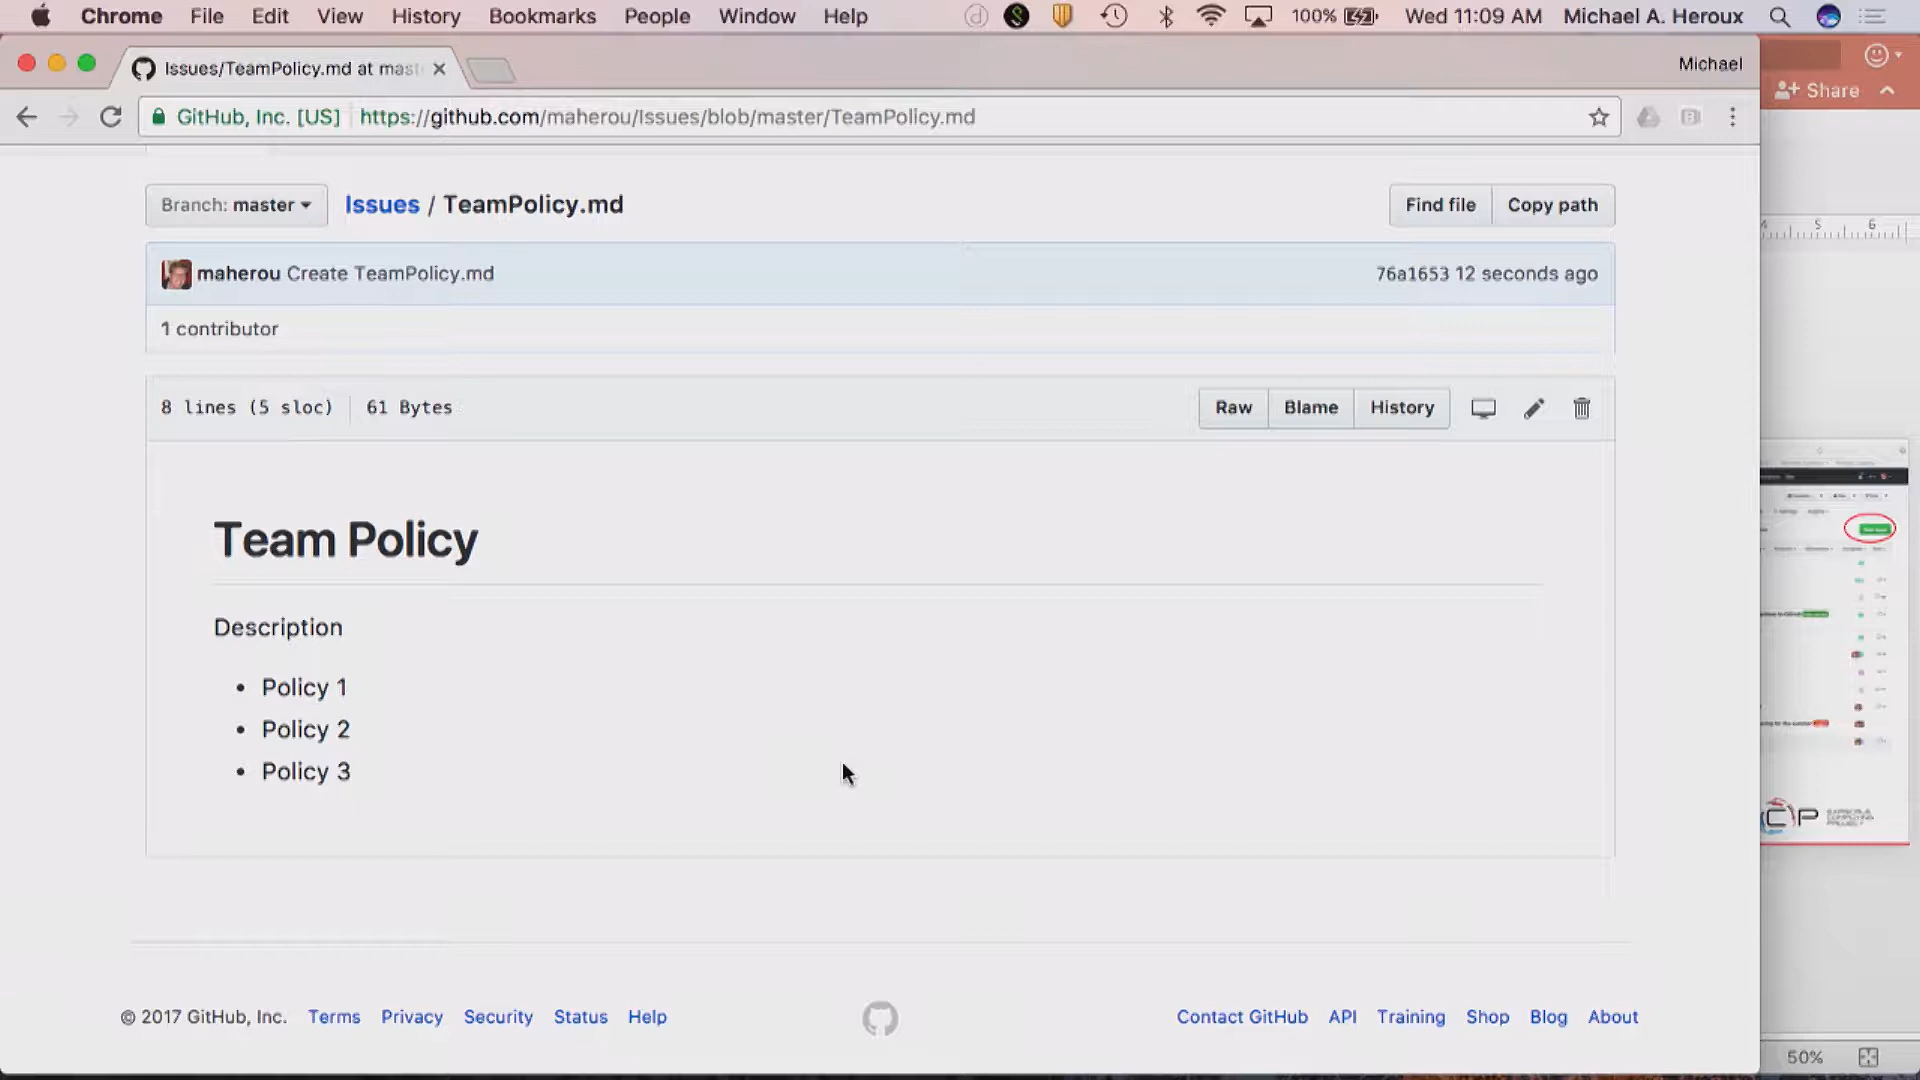 Chrome File Edit View History Bookmarks People Window Help 100% Wed 11:09 AM Michael A. Heroux
Issues/TeamPolicy.md at mast
Michael
Share
GitHub, Inc. [US] https://github.com/maherou/Issues/blob/master/TeamPolicy.md
Branch: master Issues / TeamPolicy.md Find file Copy path
5 6
maherou Create TeamPolicy.md 76a1653 12 seconds ago
1 contributor
8 lines (5 sloc) 61 Bytes Raw Blame History
Team Policy
Description
Policy 1
Policy 2
Policy 3
© 2017 GitHub, Inc. Terms Privacy Security Status Help Contact GitHub API Training Shop Blog About
50%